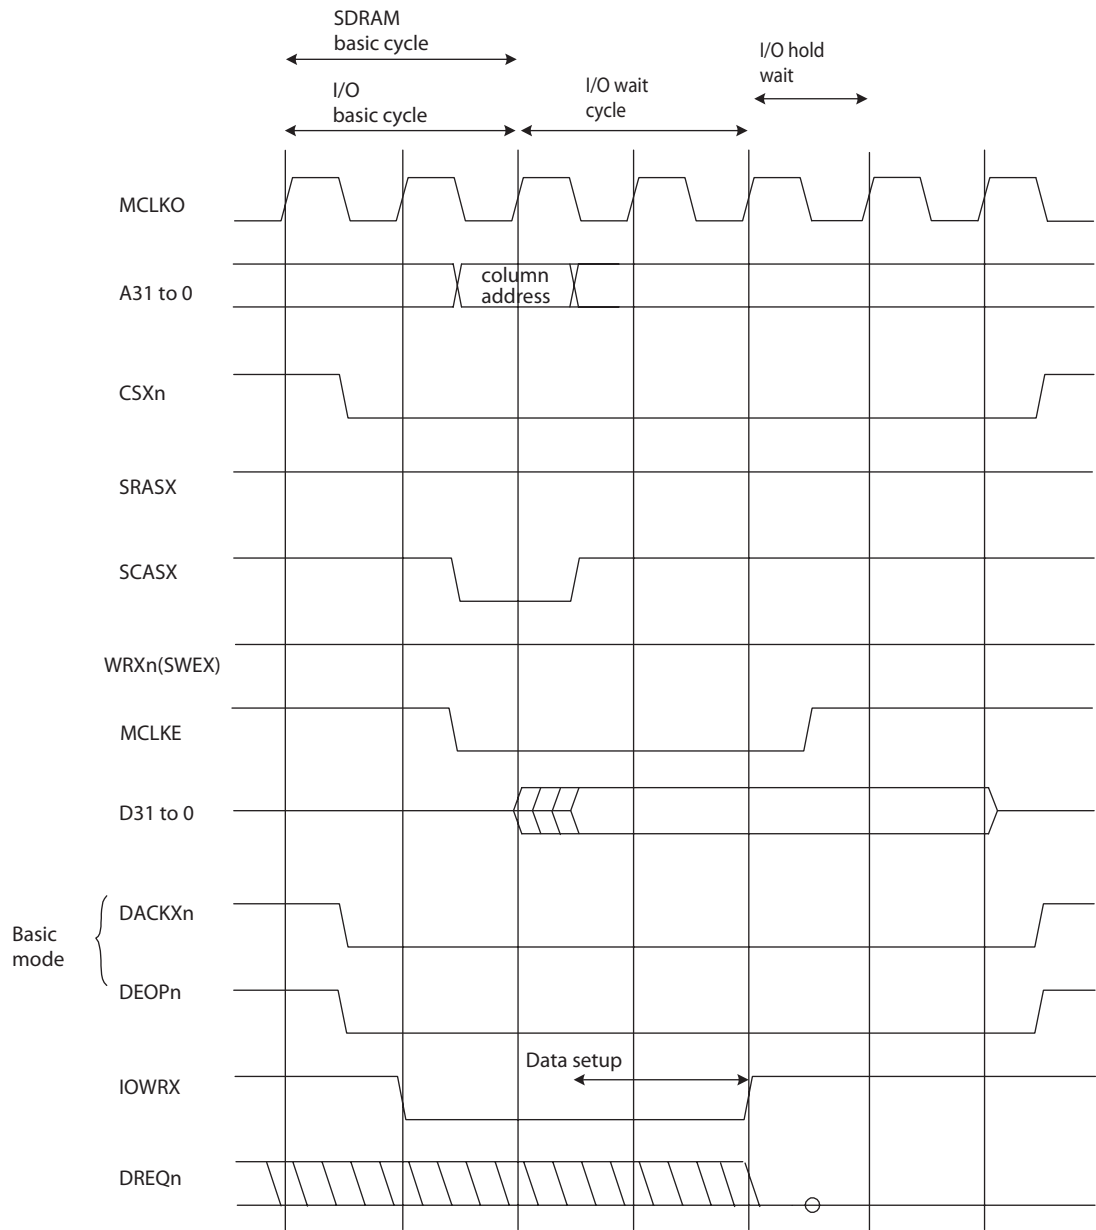 SDRAM
basic cycle
I/O
basic cycle
I/O wait
cycle
I/O hold
wait
MCLKO
A31 to 0
column
address
CSXn
SRASX
SCASX
WRXn(SWEX)
MCLKE
D31 to 0
Basic
mode
DACKXn
DEOPn
Data setup
IOWRX
DREQn